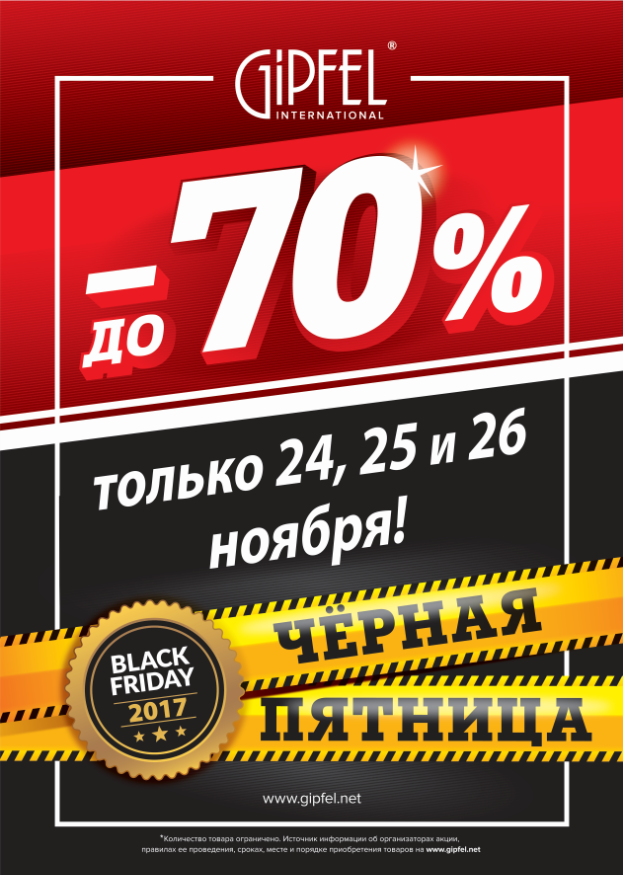 GiPFEL®
INTERNATIONAL
до -70%
только 24, 25 и 26
ноября!
ЧЁРНАЯ
ПЯТНИЦА
BLACK
FRIDAY
2017
www.gipfel.net
*Количество товара ограничено. Источник информации об организаторах акции,
правилах ее проведения, сроках, месте и порядке приобретения товаров на www.gipfel.net